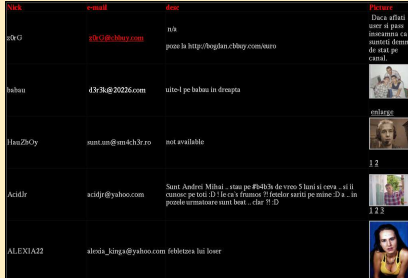 Nick e-mail desc Picture
z0rG z0rG@cbbuy.com n/a
poze la http://bogdan.cbbuy.com/euro
Daca aflati
user si pass
inseamna ca
sunteti demn
de stat pe
canal.
babau d3r3k@20226.com uite-l pe babau in dreapta
enlarge
HauZbOy sunt.un@sm4ch3r.ro not available
1 2
AcidJr acidjr@yahoo.com Sunt Andrei Mihai .. stau pe #b4b3s de vreo 5 luni si ceva .. si ii
cunosc pe toti :D ! le ca's frumos ?! fetelor sariti pe mine :D a .. in
pozele urmatoare sunt beat .. clar ?! :D
1 2 3
ALEXIA22 alexia_kinga@yahoo.com febletzea lui loser